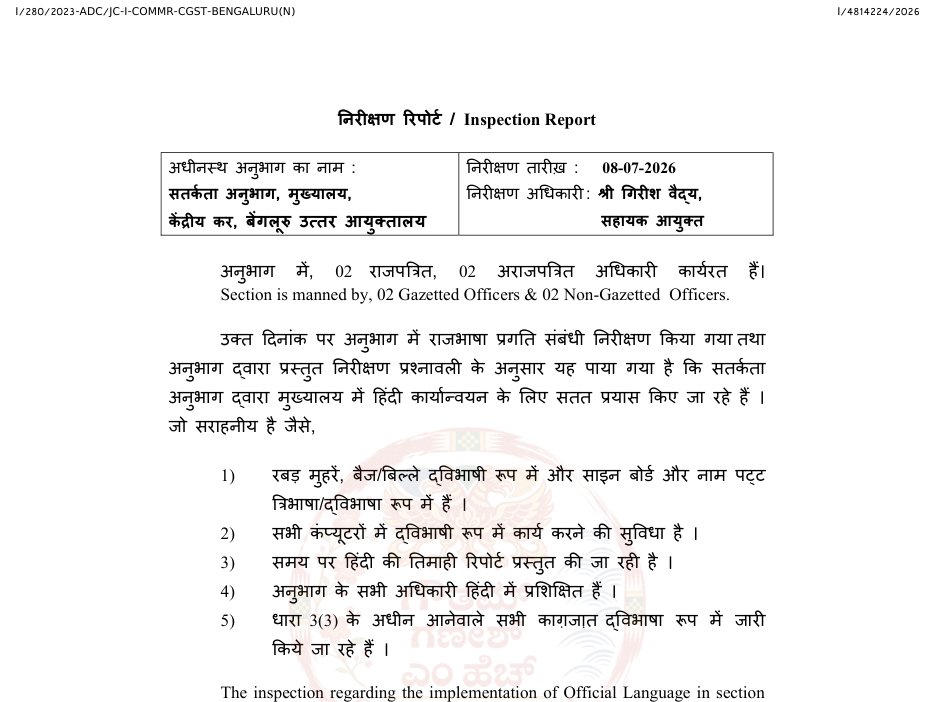 I/280/2023-ADC/JC-I-COMMR-CGST-BENGALURU(N) I/4814224/2026
निरीक्षण रिपोर्ट / Inspection Report
अधीनस्थ अनुभाग का नाम :
सतर्कता अनुभाग, मुख्यालय,
केंद्रीय कर, बेंगलूरु उत्तर आयुक्तालय
निरीक्षण तारीख़ : 08-07-2026
निरीक्षण अधिकारी : श्री गिरीश वैद्य,
सहायक आयुक्त
अनुभाग में, 02 राजपत्रित, 02 अराजपत्रित अधिकारी कार्यरत हैं।
Section is manned by, 02 Gazetted Officers & 02 Non-Gazetted Officers.
उक्त दिनांक पर अनुभाग में राजभाषा प्रगति संबंधी निरीक्षण किया गया तथा
अनुभाग द्वारा प्रस्तुत निरीक्षण प्रश्नावली के अनुसार यह पाया गया है कि सतर्कता
अनुभाग द्वारा मुख्यालय में हिंदी कार्यान्वयन के लिए सतत प्रयास किए जा रहे हैं ।
जो सराहनीय है जैसे,
1) रबड़ मुहरें, बैज/बिल्ले द्विभाषी रूप में और साइन बोर्ड और नाम पट्ट
त्रिभाषा/द्विभाषा रूप में हैं ।
2) सभी कंप्यूटरों में द्विभाषी रूप में कार्य करने की सुविधा है ।
3) समय पर हिंदी की तिमाही रिपोर्ट प्रस्तुत की जा रही है ।
4) अनुभाग के सभी अधिकारी हिंदी में प्रशिक्षित हैं ।
5) धारा 3(3) के अधीन आनेवाले सभी काग़जात द्विभाषा रूप में जारी
किये जा रहे हैं ।
గౌతమ్
గణేశ్
ఎం హెచ్
The inspection regarding the implementation of Official Language in section